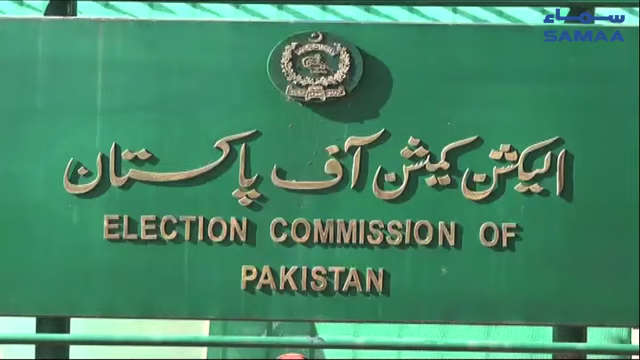 سماء
SAMAA
الیکشن کمیشن آف پاکستان
ELECTION COMMISSION OF
PAKISTAN